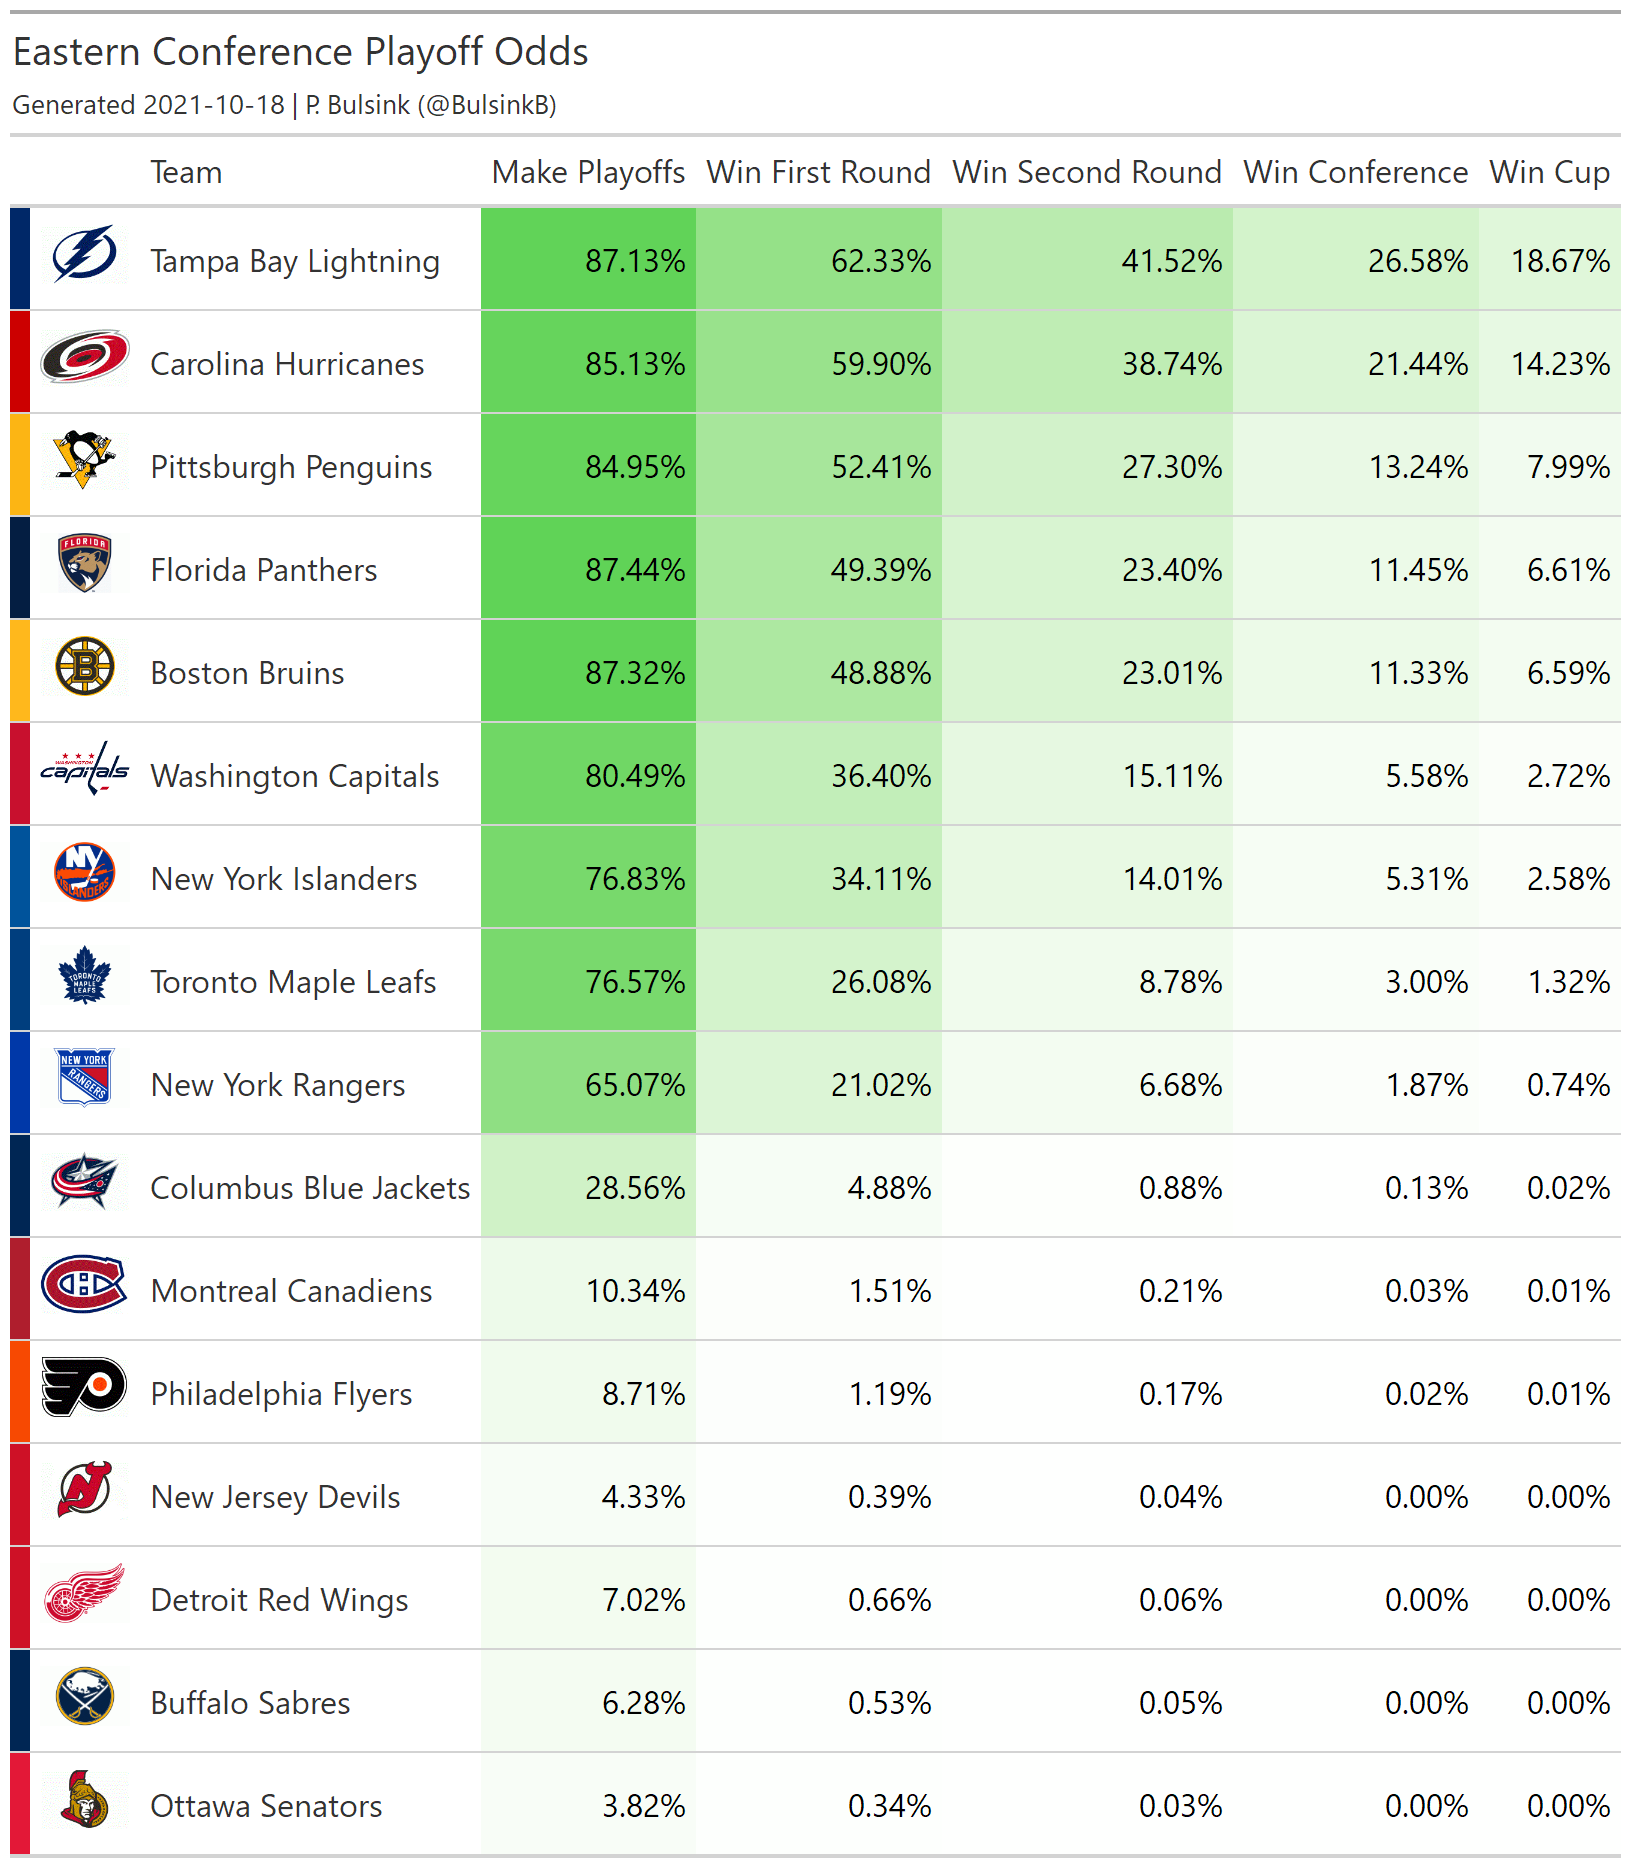 Eastern Conference Playoff Odds
Generated 2021-10-18 | P. Bulsink (@BulsinkB)
Team Make Playoffs Win First Round Win Second Round Win Conference Win Cup
Tampa Bay Lightning 87.13% 62.33% 41.52% 26.58% 18.67%
Carolina Hurricanes 85.13% 59.90% 38.74% 21.44% 14.23%
Pittsburgh Penguins 84.95% 52.41% 27.30% 13.24% 7.99%
FLORIDA
Florida Panthers 87.44% 49.39% 23.40% 11.45% 6.61%
B
Boston Bruins 87.32% 48.88% 23.01% 11.33% 6.59%
WASHINGTON
capitals
Washington Capitals 80.49% 36.40% 15.11% 5.58% 2.72%
NY
ISLANDERS
New York Islanders 76.83% 34.11% 14.01% 5.31% 2.58%
TORONTO
MAPLE
LEAFS
Toronto Maple Leafs 76.57% 26.08% 8.78% 3.00% 1.32%
NEW YORK
RANGERS
New York Rangers 65.07% 21.02% 6.68% 1.87% 0.74%
Columbus Blue Jackets 28.56% 4.88% 0.88% 0.13% 0.02%
Montreal Canadiens 10.34% 1.51% 0.21% 0.03% 0.01%
Philadelphia Flyers 8.71% 1.19% 0.17% 0.02% 0.01%
New Jersey Devils 4.33% 0.39% 0.04% 0.00% 0.00%
Detroit Red Wings 7.02% 0.66% 0.06% 0.00% 0.00%
Buffalo Sabres 6.28% 0.53% 0.05% 0.00% 0.00%
Ottawa Senators 3.82% 0.34% 0.03% 0.00% 0.00%